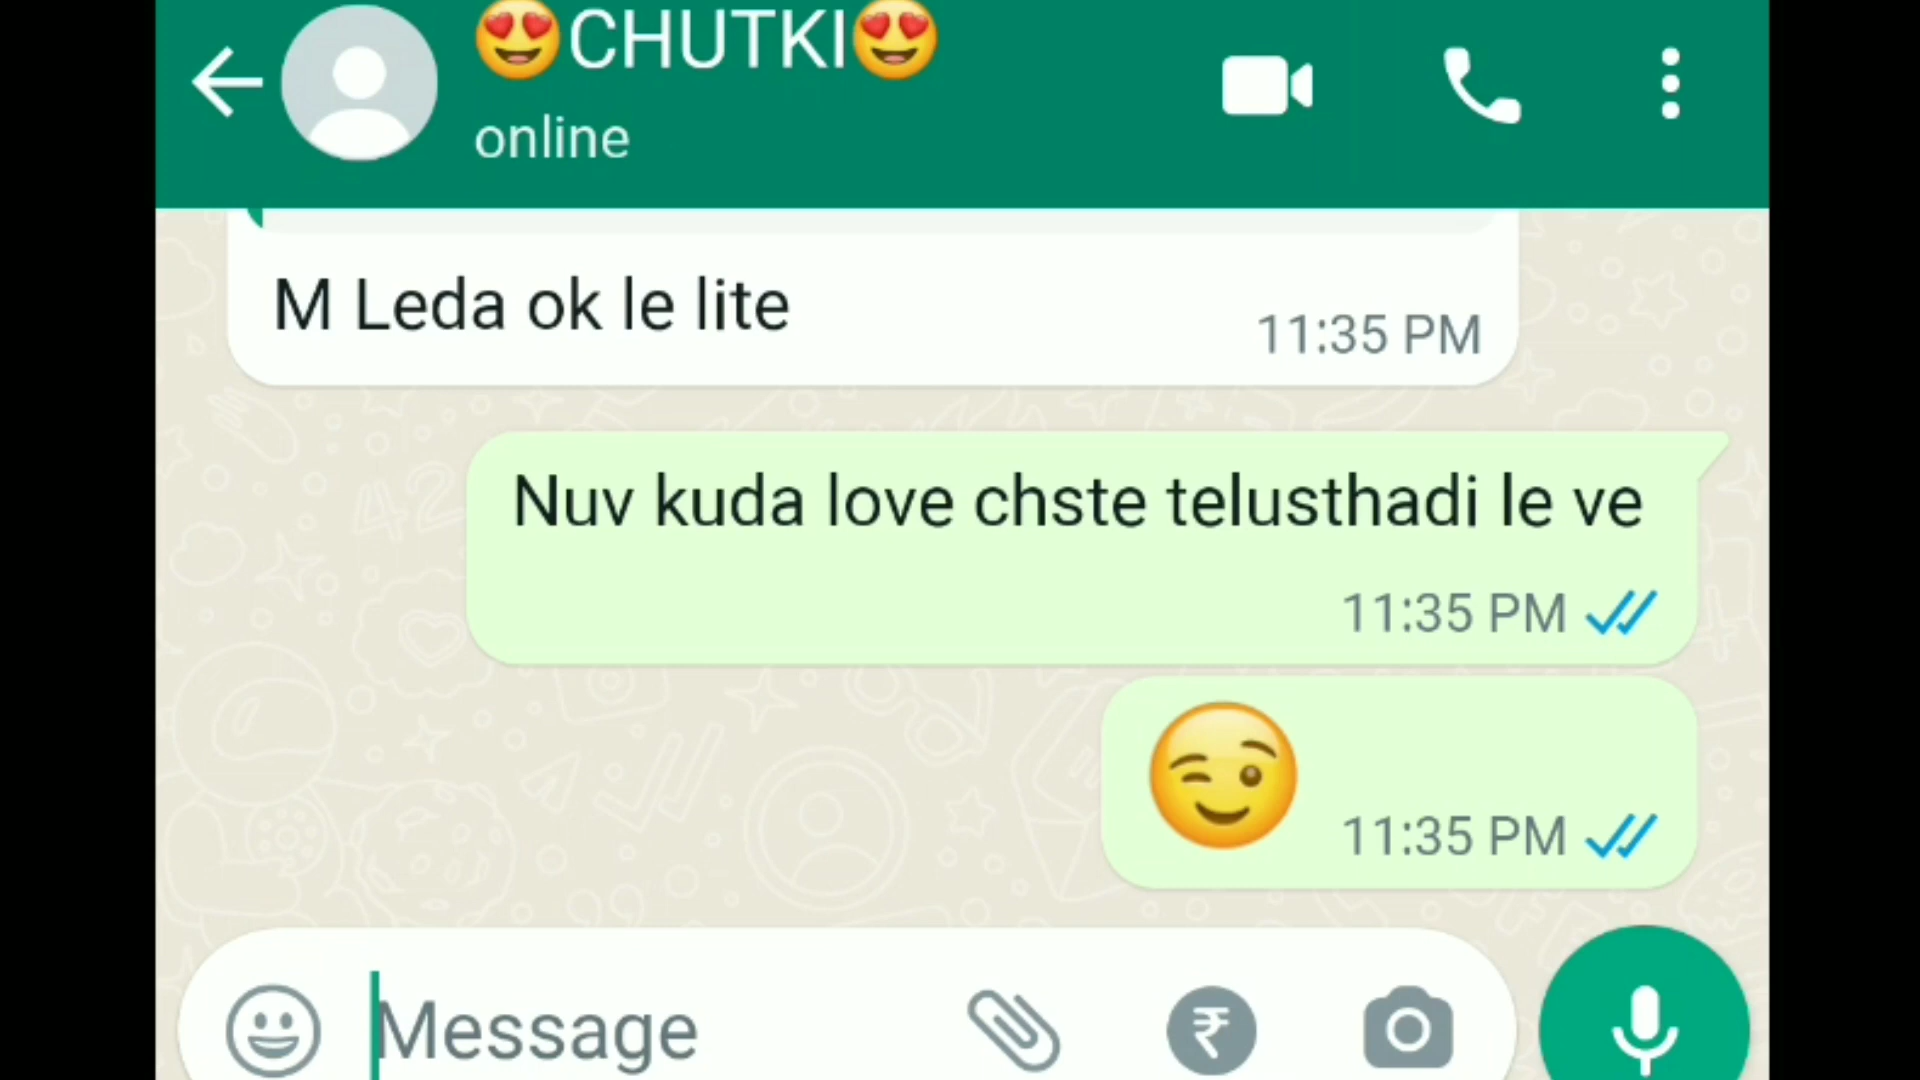 😍CHUTKI😍
online
M Leda ok le lite
11:35 PM
Nuv kuda love chste telusthadi le ve
11:35 PM
😉 11:35 PM
Message